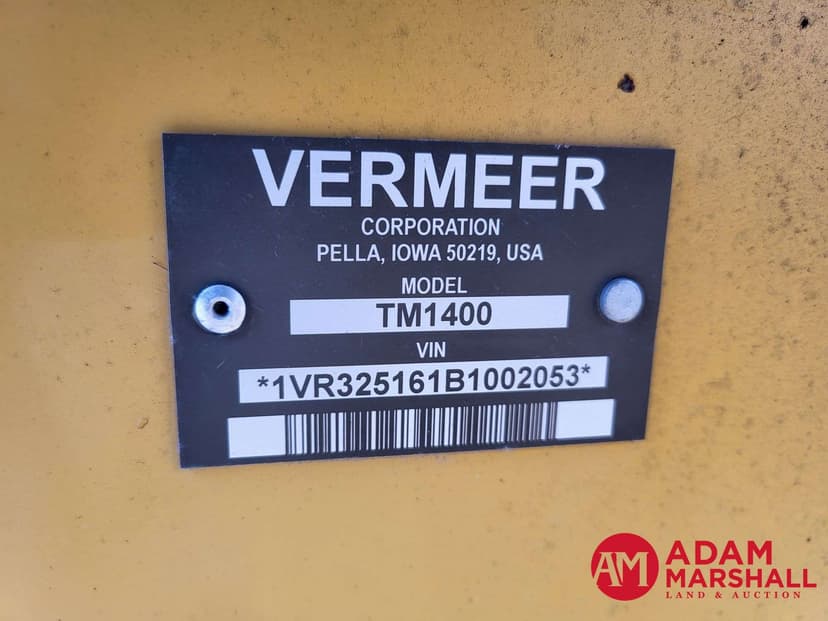 VERMEER
CORPORATION
PELLA, IOWA 50219, USA
MODEL
TM1400
VIN
*1VR325161B1002053*
AM ADAM
MARSHALL
LAND & AUCTION